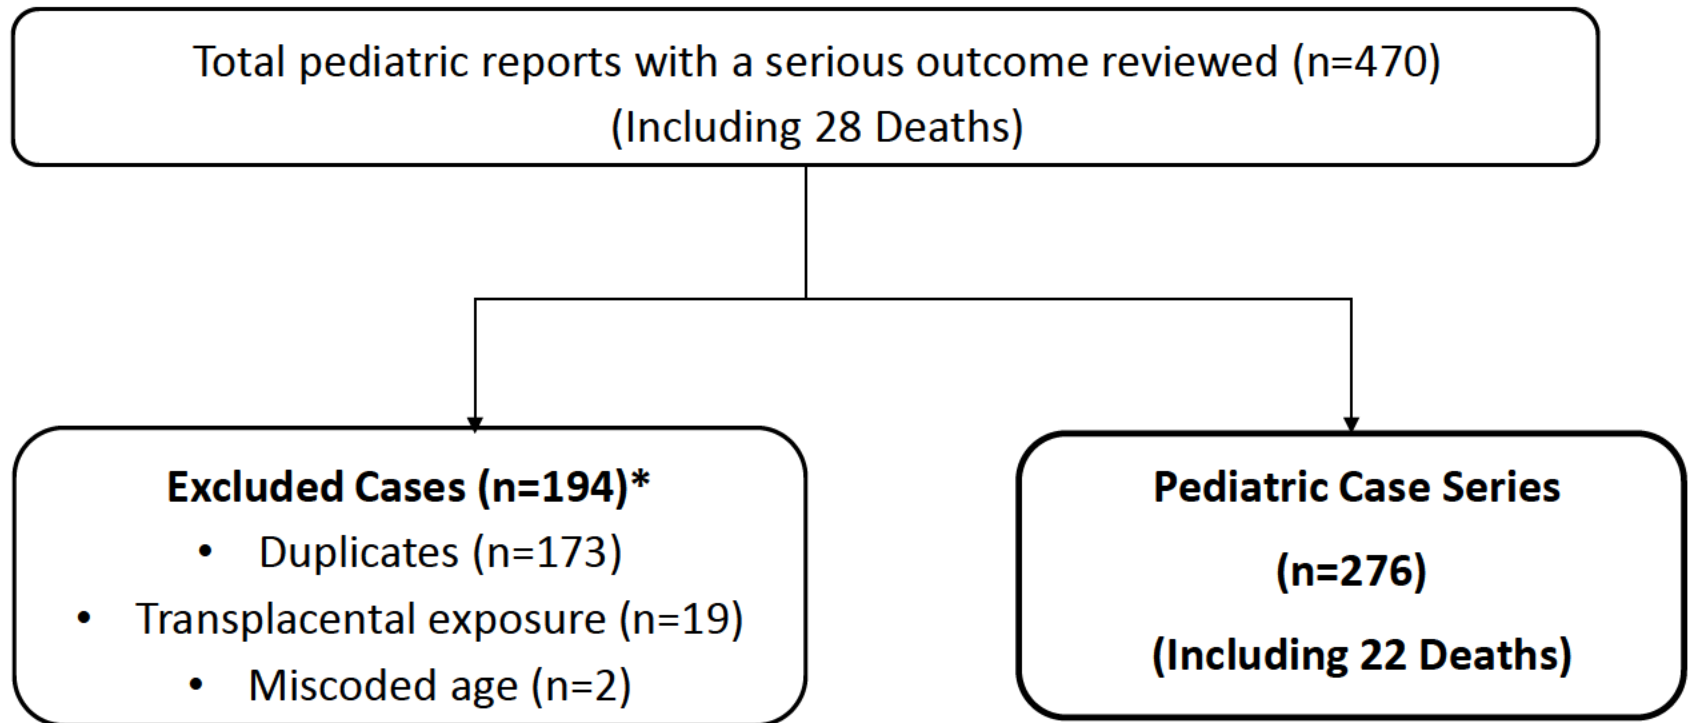 Total pediatric reports with a serious outcome reviewed (n=470)
(Including 28 Deaths)
Excluded Cases (n=194)*
• Duplicates (n=173)
• Transplacental exposure (n=19)
• Miscoded age (n=2)
Pediatric Case Series
(n=276)
(Including 22 Deaths)